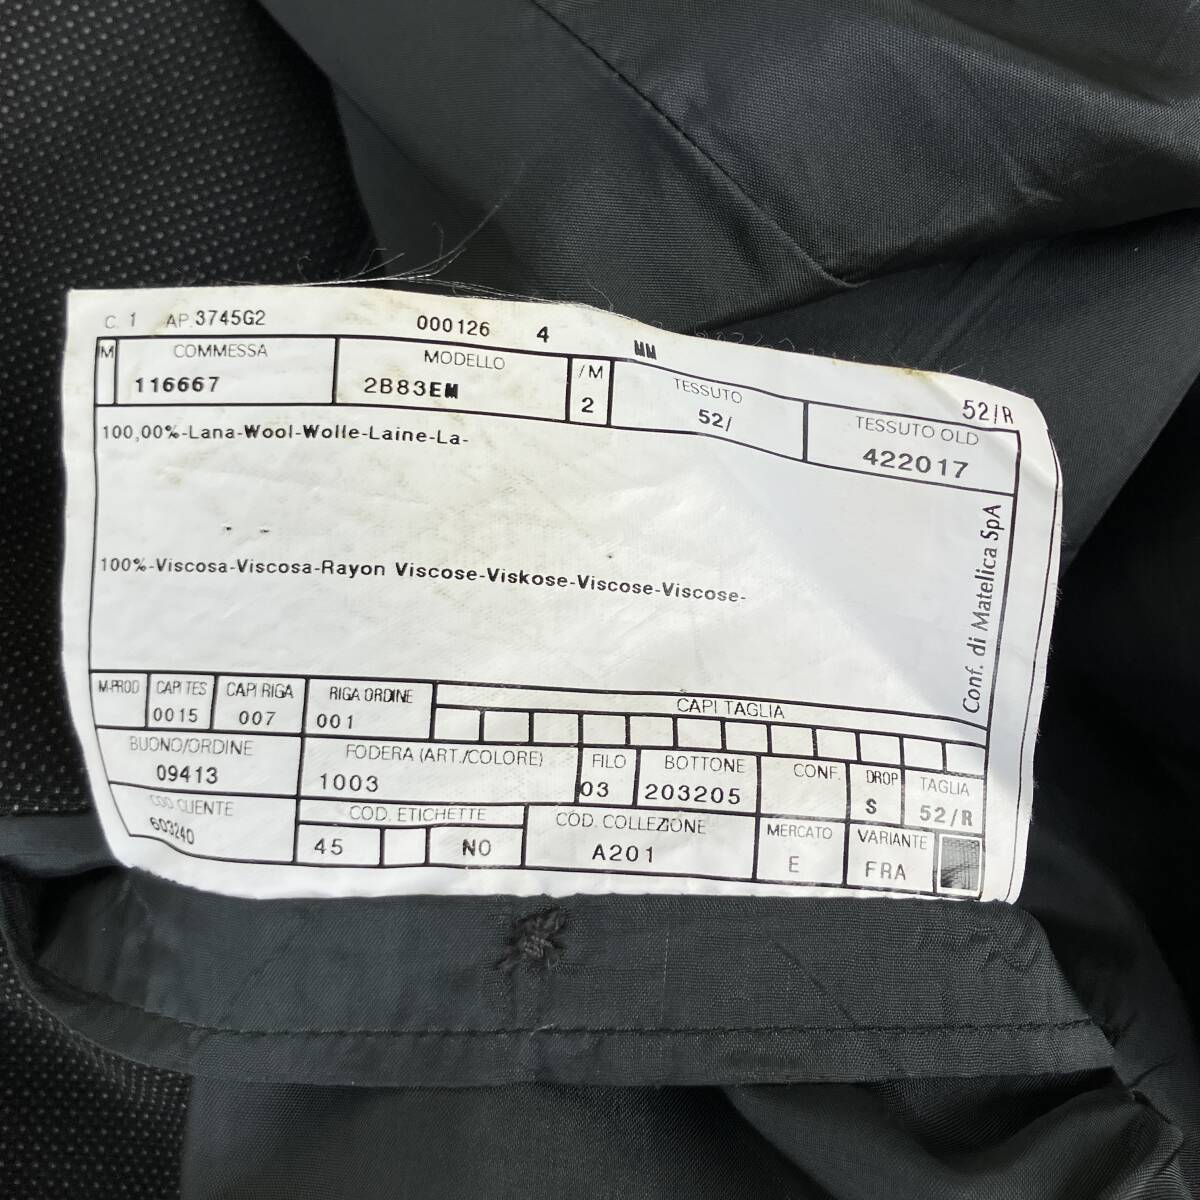 C. 1 AP. 3745G2 000126 4 MM 52/R
M COMMESSA MODELLO /M TESSUTO TESSUTO OLD
116667 2B83EM 2 52/ 422017
100,00%-Lana-Wool-Wolle-Laine-La-
100%-Viscosa-Viscosa-Rayon Viscose-Viskose-Viscose-Viscose-
Conf. di Matelica SpA
M-PROD CAPI TES CAPI RIGA RIGA ORDINE CAPI TAGLIA
0015 007 001
BUONO/ORDINE FODERA (ART./COLORE) FILO BOTTONE CONF. DROP TAGLIA
09413 1003 03 203205 S 52/R
COD.CLIENTE COD. ETICHETTE COD. COLLEZIONE MERCATO VARIANTE
603240 45 NO A201 E FRA